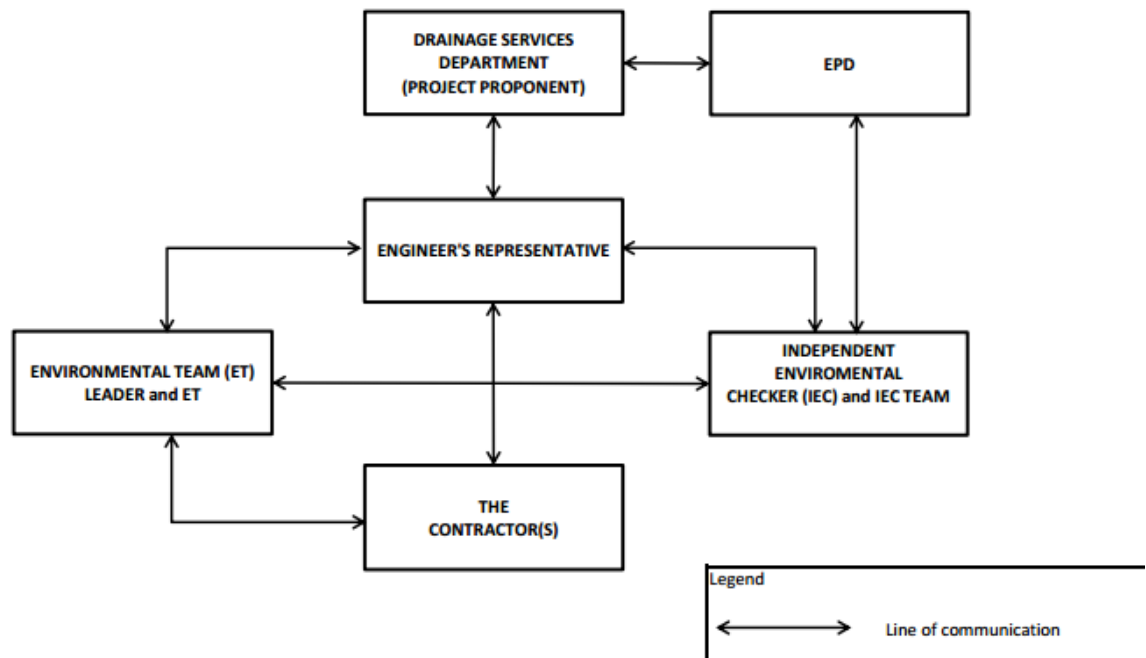 DRAINAGE SERVICES
DEPARTMENT
(PROJECT PROPONENT)
EPD
ENGINEER'S REPRESENTATIVE
ENVIRONMENTAL TEAM (ET)
LEADER and ET
INDEPENDENT
ENVIROMENTAL
CHECKER (IEC) and IEC TEAM
THE
CONTRACTOR(S)
Legend
Line of communication